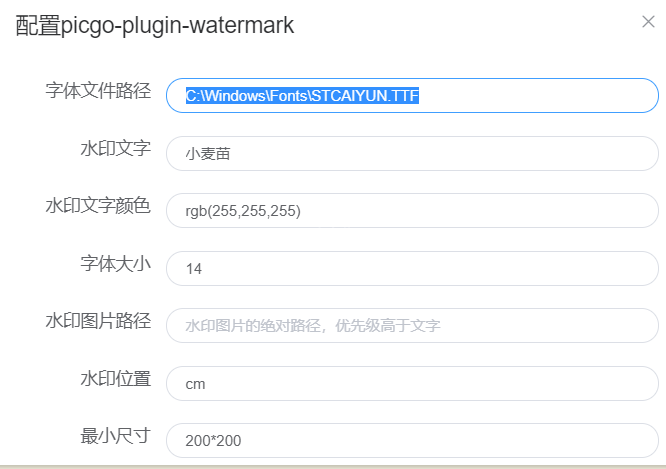 配置picgo-plugin-watermark
字体文件路径 C:\Windows\Fonts\STCAIYUN.TTF
水印文字 小麦苗
水印文字颜色 rgb(255,255,255)
字体大小 14
水印图片路径 水印图片的绝对路径，优先级高于文字
水印位置 cm
最小尺寸 200*200